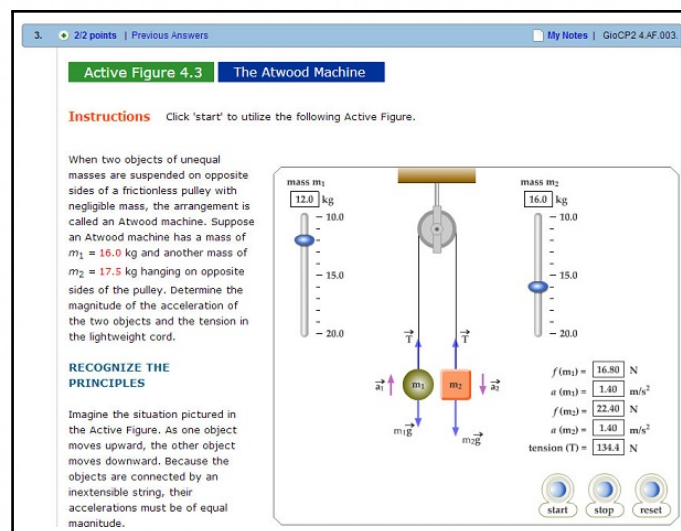 3. 2/2 points | Previous Answers My Notes | GioCP2 4.AF.003.
Active Figure 4.3 The Atwood Machine
Instructions Click 'start' to utilize the following Active Figure.
When two objects of unequal
masses are suspended on opposite
sides of a frictionless pulley with
negligible mass, the arrangement is
called an Atwood machine. Suppose
an Atwood machine has a mass of
m₁ = 16.0 kg and another mass of
m₂ = 17.5 kg hanging on opposite
sides of the pulley. Determine the
magnitude of the acceleration of
the two objects and the tension in
the lightweight cord.
RECOGNIZE THE
PRINCIPLES
Imagine the situation pictured in
the Active Figure. As one object
moves upward, the other object
moves downward. Because the
objects are connected by an
inextensible string, their
accelerations must be of equal
magnitude.
mass m₁
12.0 kg
10.0
15.0
20.0
mass m₂
16.0 kg
10.0
15.0
20.0
T⃗ T⃗
a⃗₁ m₁ m₂ a⃗₂
m₁g⃗ m₂g⃗
f (m₁) = 16.80 N
a (m₁) = 1.40 m/s²
f (m₂) = 22.40 N
a (m₂) = 1.40 m/s²
tension (T) = 134.4 N
start stop reset